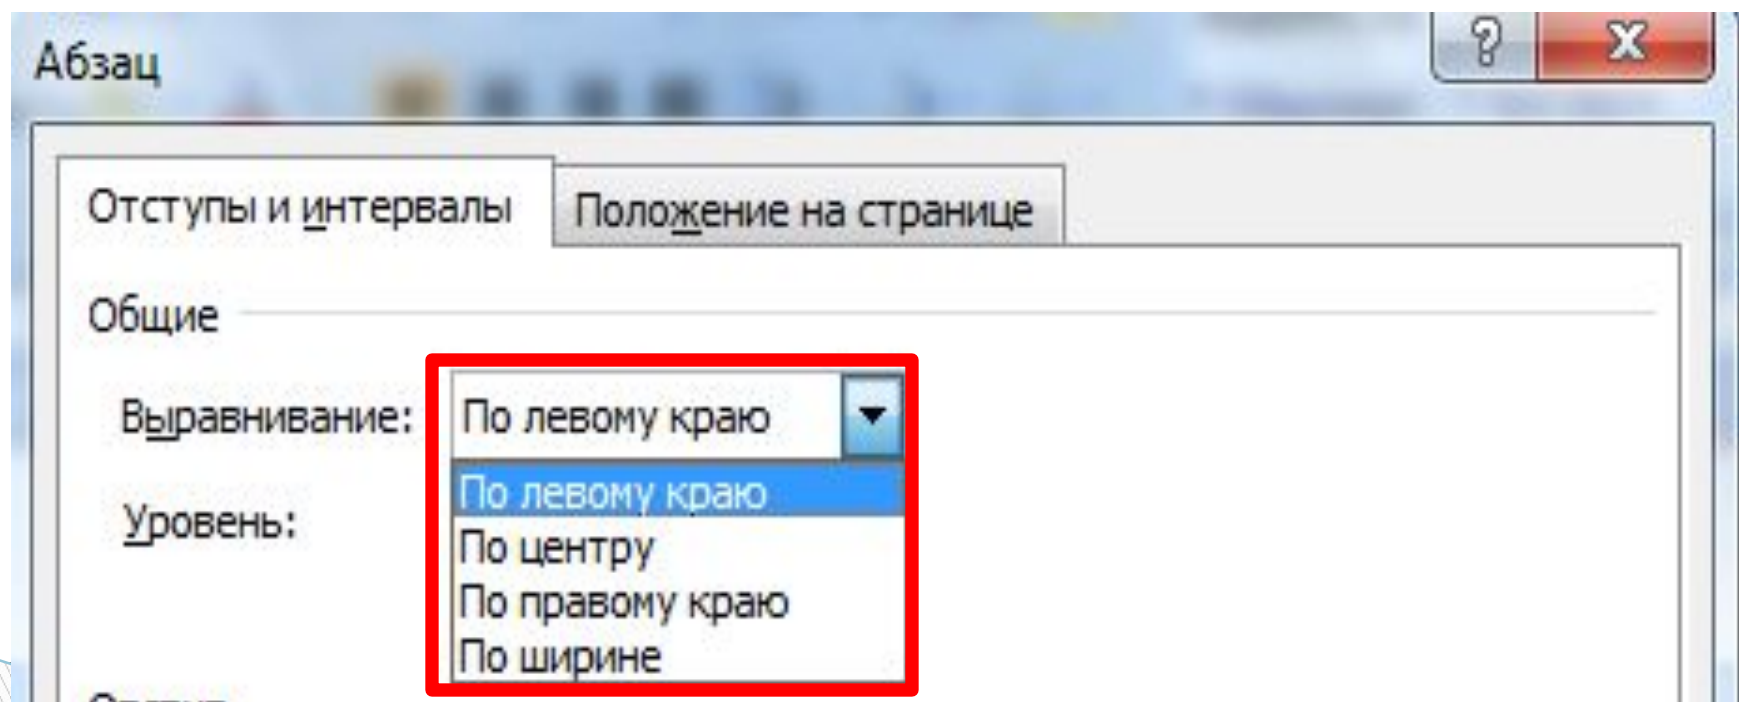 Абзац
Отступы и интервалы
Положение на странице
Общие
Выравнивание: По левому краю
По левому краю
По центру
Уровень:
По правому краю
По ширине